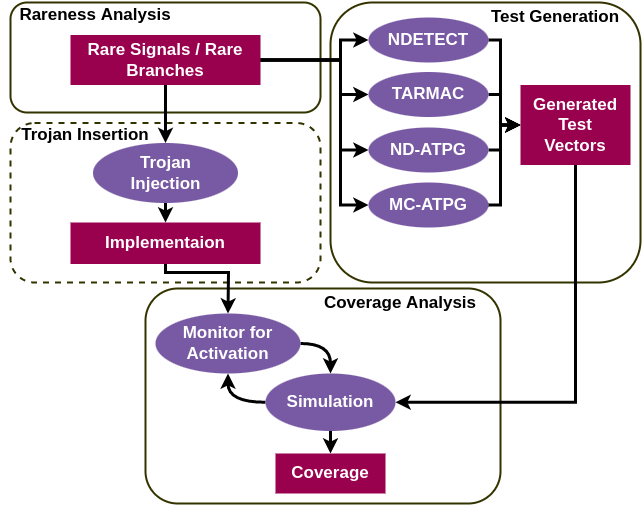 Rareness Analysis
Rare Signals / Rare
Branches
Trojan Insertion
Trojan
Injection
Implementaion
Test Generation
NDETECT
TARMAC
ND-ATPG
MC-ATPG
Generated
Test
Vectors
Coverage Analysis
Monitor for
Activation
Simulation
Coverage